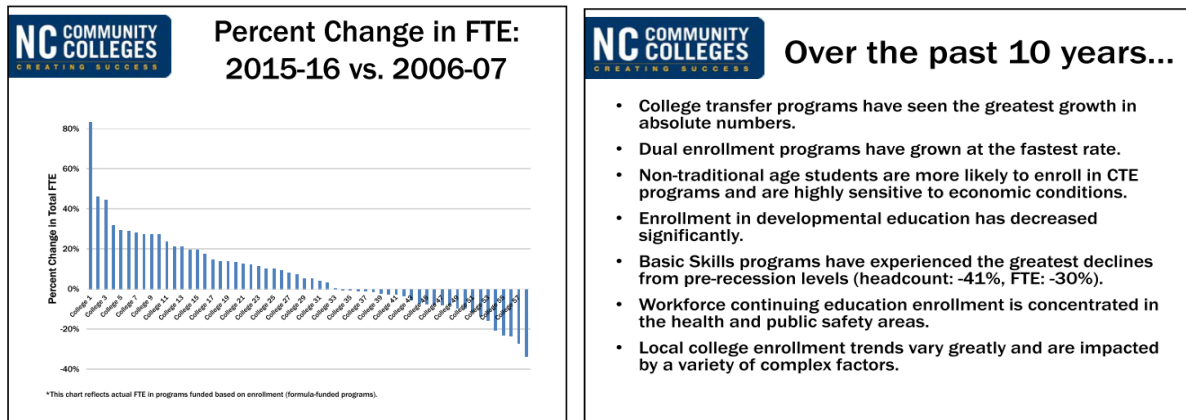 NC COMMUNITY
COLLEGES
CREATING SUCCESS
Percent Change in FTE:
2015-16 vs. 2006-07
Percent Change in Total FTE
80%
60%
40%
20%
0%
-20%
-40%
College 1
College 3
College 5
College 7
College 9
College 11
College 13
College 15
College 17
College 19
College 21
College 23
College 25
College 27
College 29
College 31
College 33
College 35
College 37
College 39
College 41
*This chart reflects actual FTE in programs funded based on enrollment (formula-funded programs).
NC COMMUNITY
COLLEGES
CREATING SUCCESS
Over the past 10 years...
• College transfer programs have seen the greatest growth in
absolute numbers.
• Dual enrollment programs have grown at the fastest rate.
• Non-traditional age students are more likely to enroll in CTE
programs and are highly sensitive to economic conditions.
• Enrollment in developmental education has decreased
significantly.
• Basic Skills programs have experienced the greatest declines
from pre-recession levels (headcount: -41%, FTE: -30%).
• Workforce continuing education enrollment is concentrated in
the health and public safety areas.
• Local college enrollment trends vary greatly and are impacted
by a variety of complex factors.